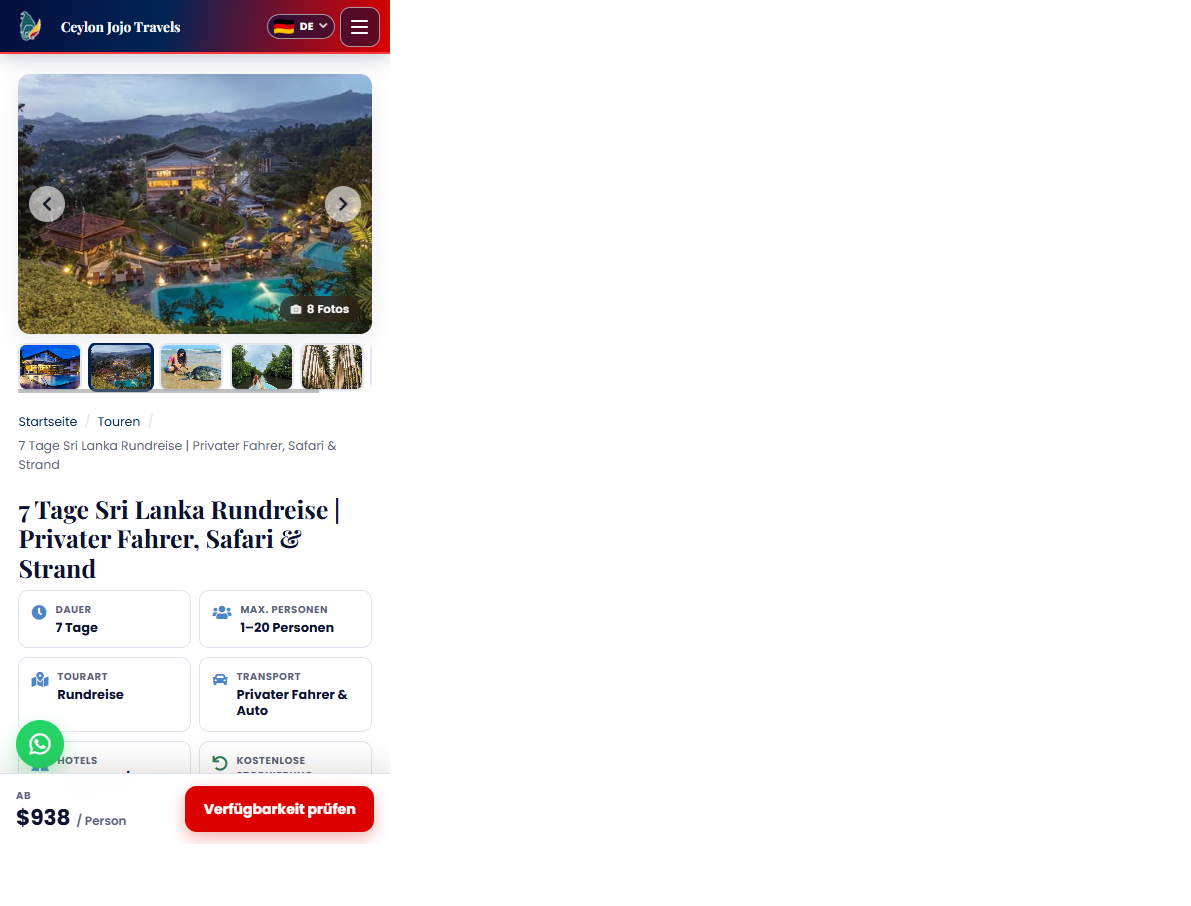 Ceylon Jojo Travels
DE
8 Fotos
Startseite / Touren /
7 Tage Sri Lanka Rundreise | Privater Fahrer, Safari &
Strand
7 Tage Sri Lanka Rundreise |
Privater Fahrer, Safari &
Strand
DAUER
7 Tage
MAX. PERSONEN
1–20 Personen
TOURART
Rundreise
TRANSPORT
Privater Fahrer &
Auto
HOTELS
KOSTENLOSE
AB
$938 / Person
Verfügbarkeit prüfen